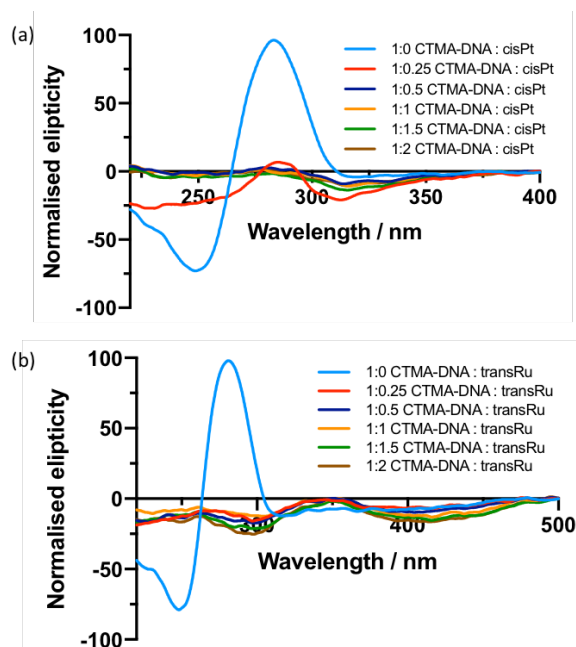 (a)
100
50
0
-50
-100
Normalised elipticity
1:0 CTMA-DNA : cisPt
1:0.25 CTMA-DNA : cisPt
1:0.5 CTMA-DNA : cisPt
1:1 CTMA-DNA : cisPt
1:1.5 CTMA-DNA : cisPt
1:2 CTMA-DNA : cisPt
250 300 350 400
Wavelength / nm
(b)
100
50
0
-50
-100
Normalised elipticity
1:0 CTMA-DNA : transRu
1:0.25 CTMA-DNA : transRu
1:0.5 CTMA-DNA : transRu
1:1 CTMA-DNA : transRu
1:1.5 CTMA-DNA : transRu
1:2 CTMA-DNA : transRu
300 400 500
Wavelength / nm